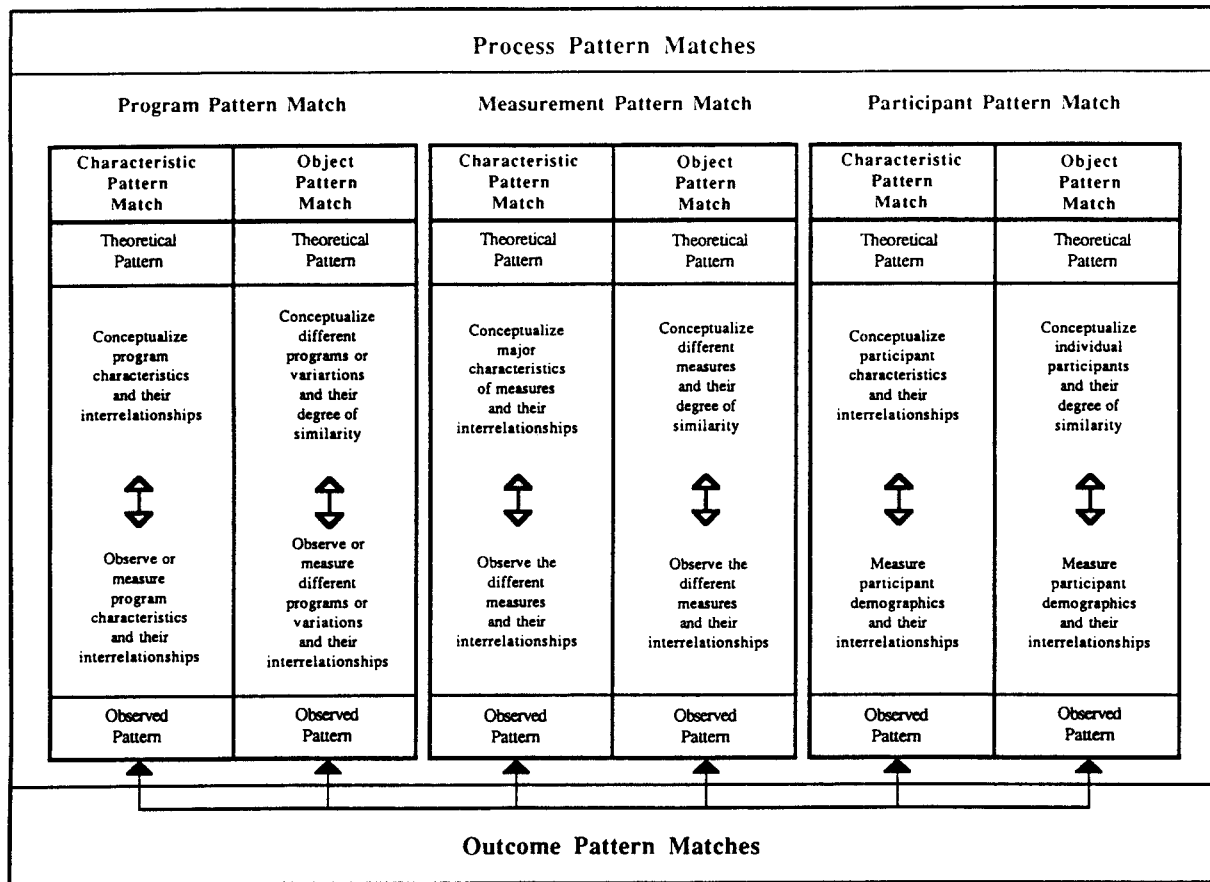 Process Pattern Matches
Program Pattern Match
Characteristic
Pattern
Match
Object
Pattern
Match
Theoretical
Pattern
Theoretical
Pattern
Conceptualize
program
characteristics
and their
interrelationships
Conceptualize
different
programs or
variartions
and their
degree of
similarity
Observe or
measure
program
characteristics
and their
interrelationships
Observe or
measure
different
programs or
variations
and their
interrelationships
Observed
Pattern
Observed
Pattern
Measurement Pattern Match
Characteristic
Pattern
Match
Object
Pattern
Match
Theoretical
Pattern
Theoretical
Pattern
Conceptualize
major
characteristics
of measures
and their
interrelationships
Conceptualize
different
measures
and their
degree of
similarity
Observe the
different
measures
and their
interrelationships
Observe the
different
measures
and their
interrelationships
Observed
Pattern
Observed
Pattern
Participant Pattern Match
Characteristic
Pattern
Match
Object
Pattern
Match
Theoretical
Pattern
Theoretical
Pattern
Conceptualize
participant
characteristics
and their
interrelationships
Conceptualize
individual
participants
and their
degree of
similarity
Measure
participant
demographics
and their
interrelationships
Measure
participant
demographics
and their
interrelationships
Observed
Pattern
Observed
Pattern
Outcome Pattern Matches